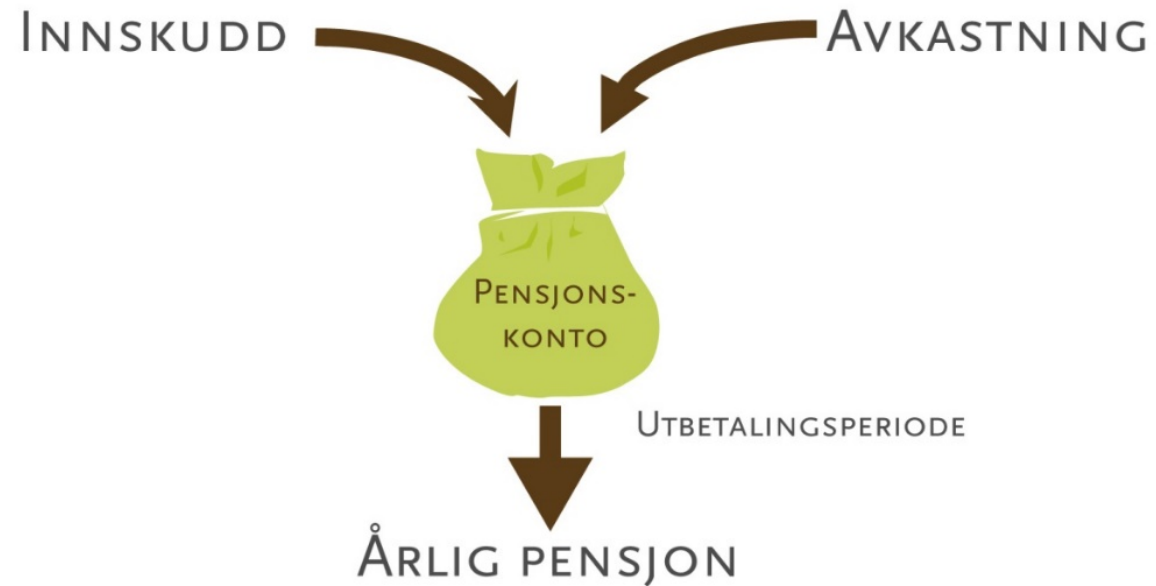 Innskudd
Avkastning
Pensjons-
konto
Utbetalingsperiode
Årlig pensjon